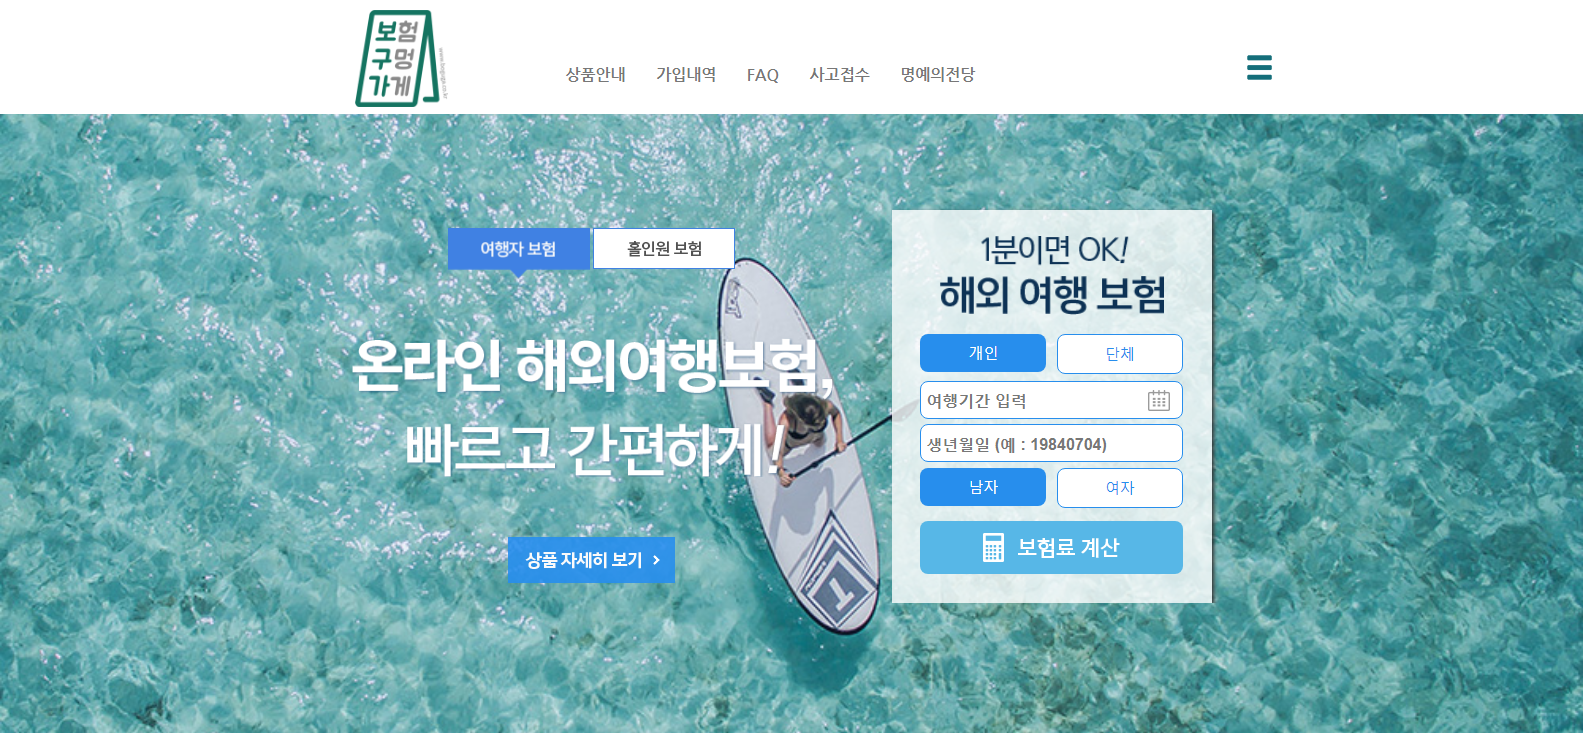 보험
구멍
가게
상품안내
가입내역
FAQ
사고접수
명예의전당
여행자 보험
홀인원 보험
온라인 해외여행보험,
빠르고 간편하게!
상품 자세히 보기 >
1분이면 OK!
해외 여행 보험
개인
단체
여행기간 입력
생년월일 (예 : 19840704)
남자
여자
보험료 계산
T